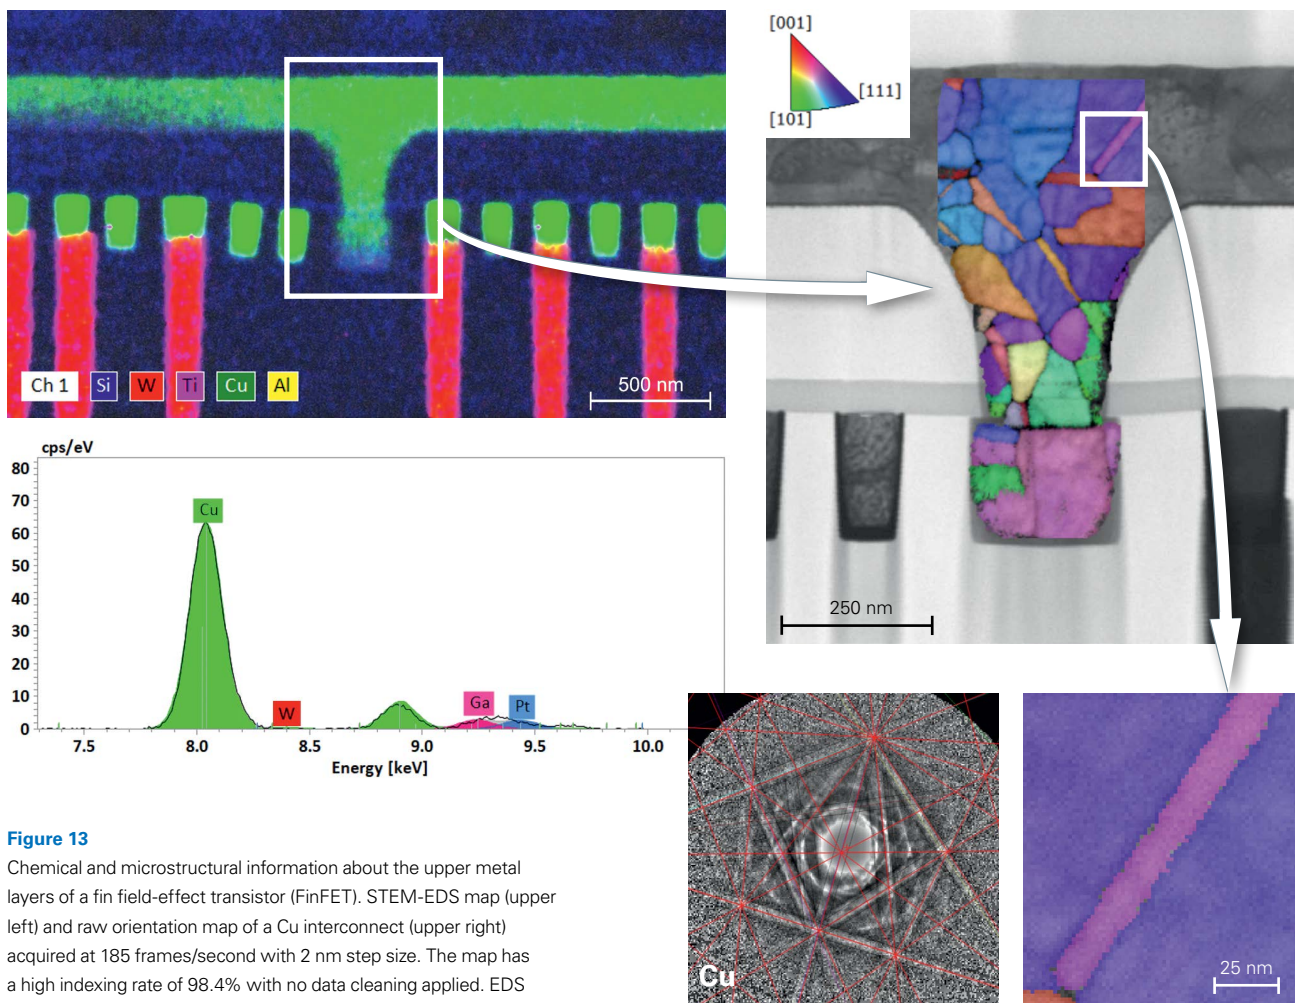 [001]
[111]
[101]
Ch 1 Si W Ti Cu Al
500 nm
250 nm
cps/eV
80
70
60
50
40
30
20
10
0
Cu
W
Ga
Pt
7.5 8.0 8.5 9.0 9.5 10.0
Energy [keV]
Cu
25 nm
Figure 13
Chemical and microstructural information about the upper metal
layers of a fin field-effect transistor (FinFET). STEM-EDS map (upper
left) and raw orientation map of a Cu interconnect (upper right)
acquired at 185 frames/second with 2 nm step size. The map has
a high indexing rate of 98.4% with no data cleaning applied. EDS